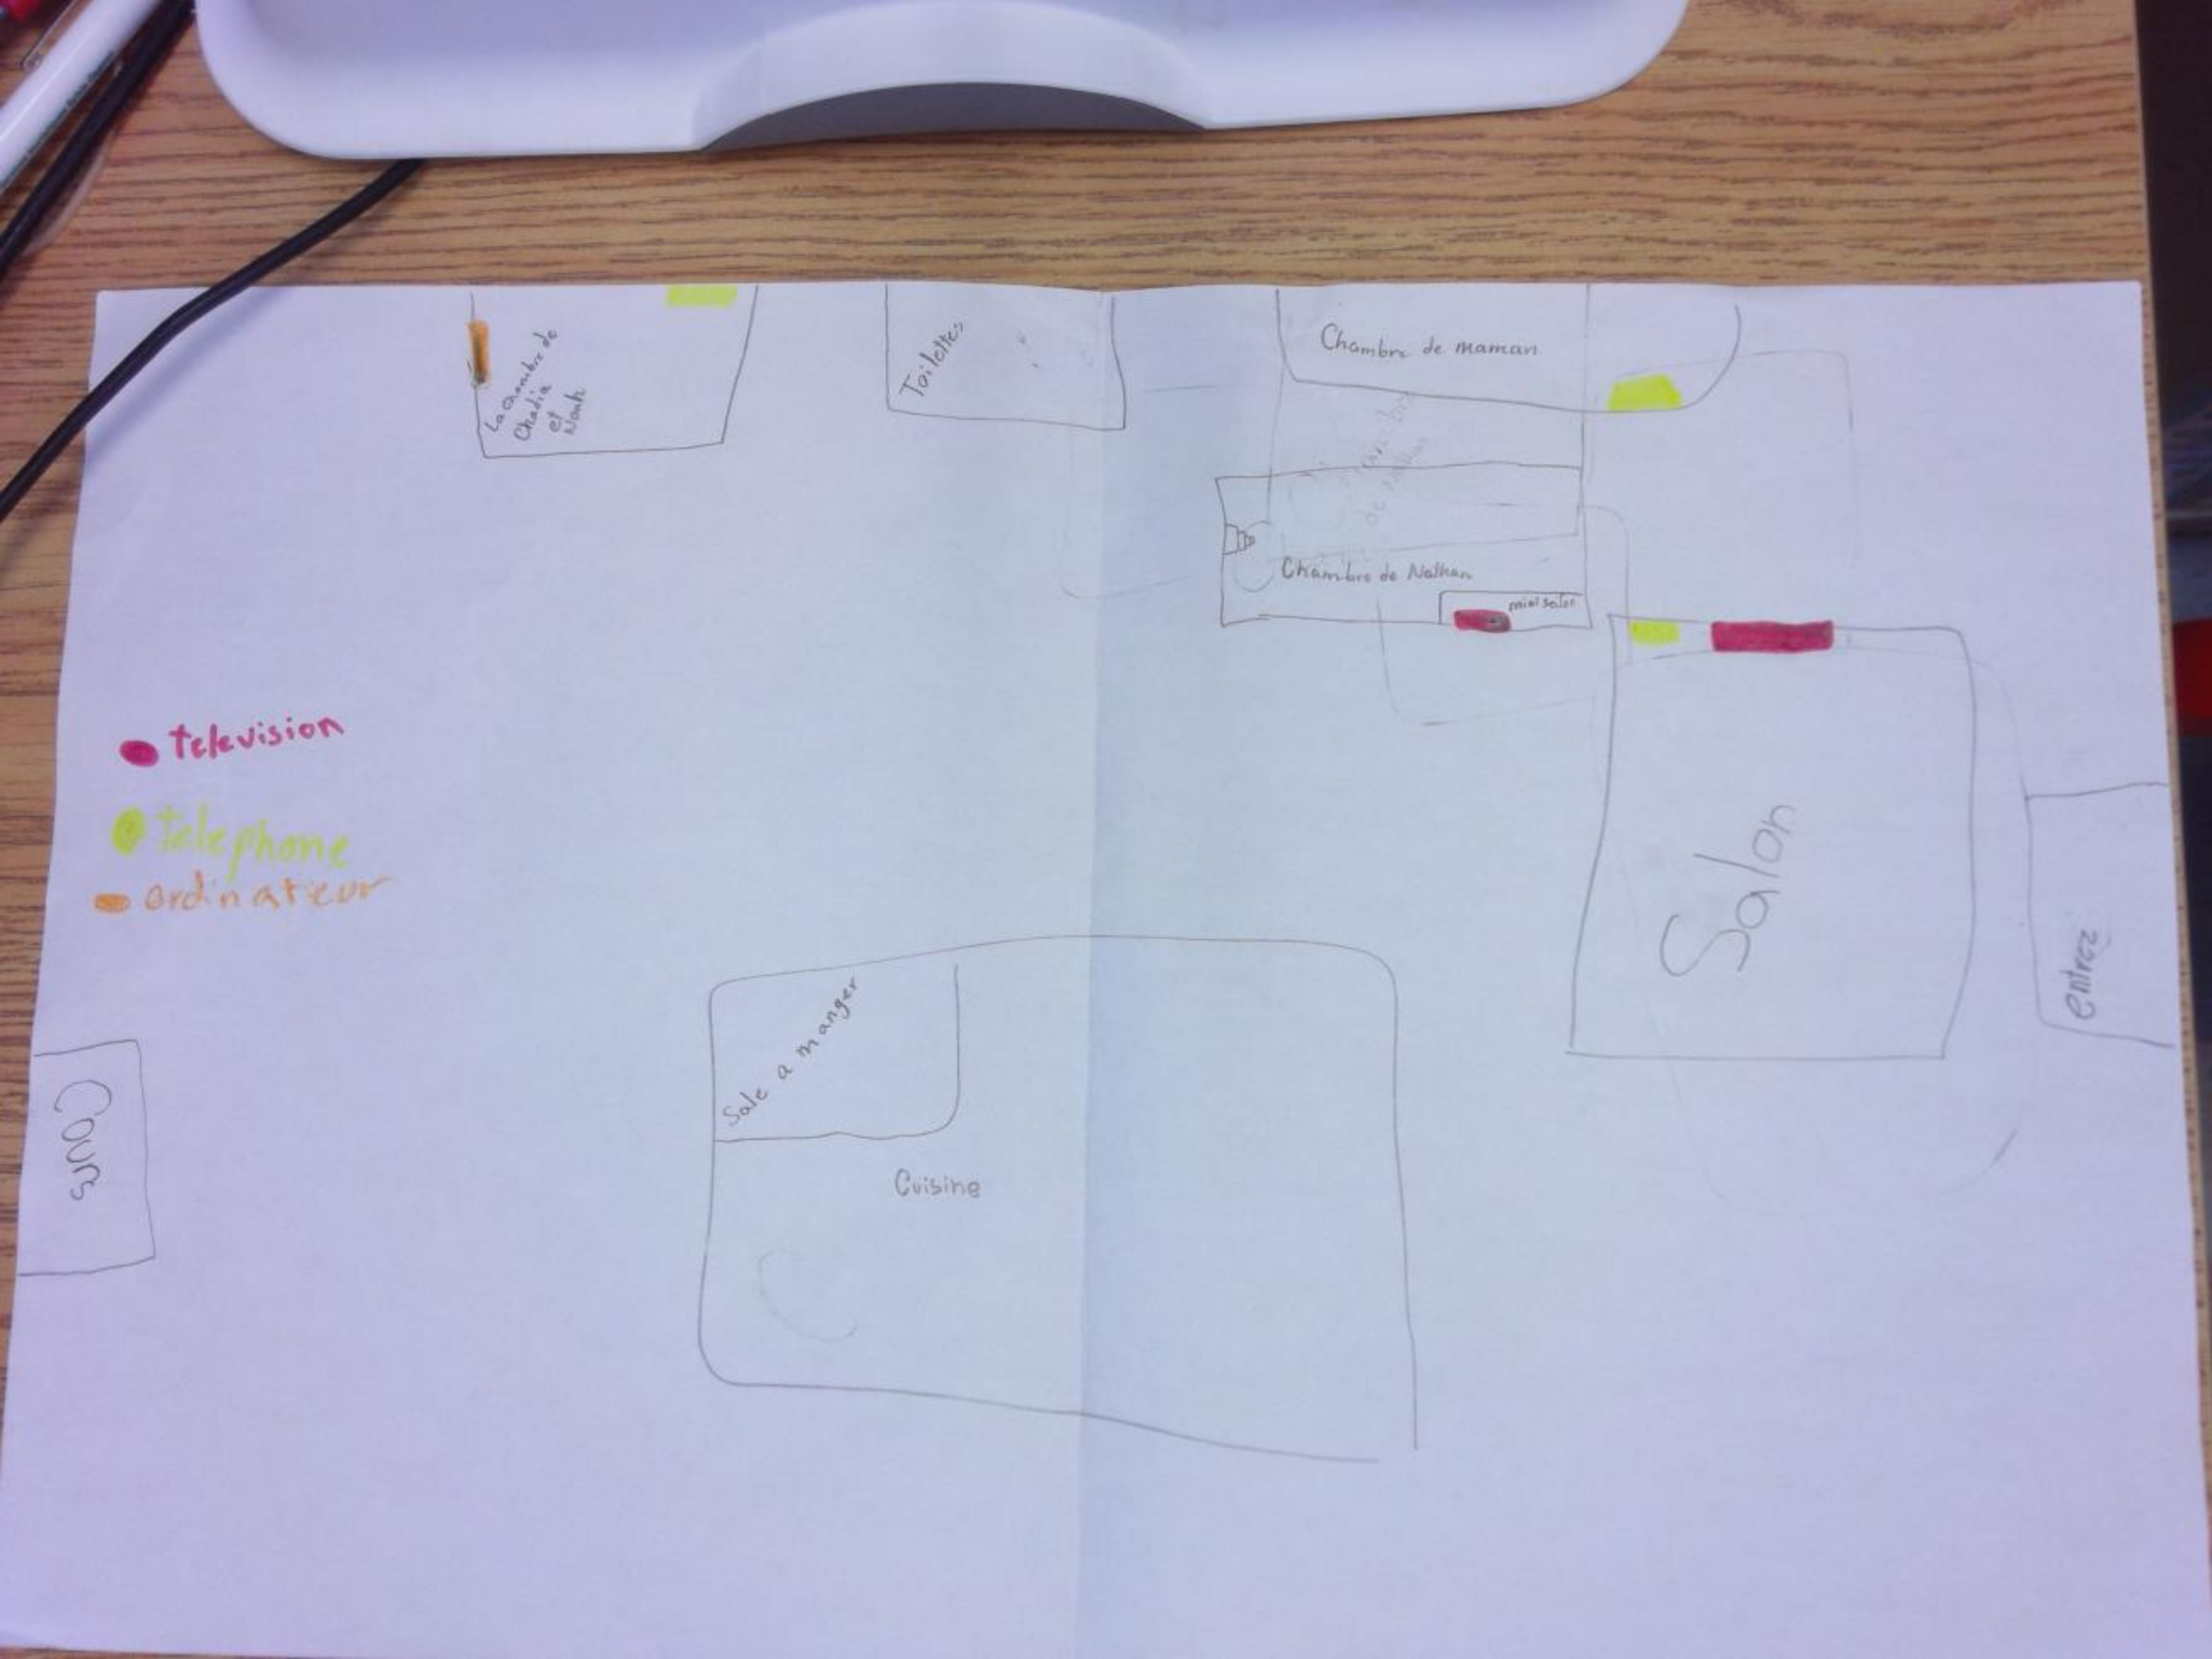 La chambre de
Chadia
et
Noah
Toilettes
Chambre de maman
Chambre de Nathan
mini salon
television
telephone
ordinateur
Salon
entrez
Sale a manger
Cuisine
Cours